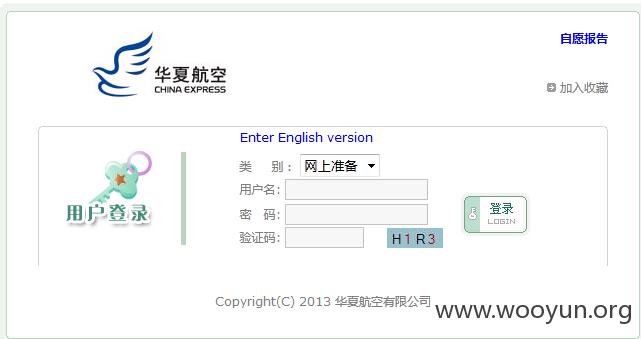 自愿报告
华夏航空
CHINA EXPRESS
加入收藏
Enter English version
类 别： 网上准备
用户名：
用户登录
密 码：
登录
LOGIN
验证码： H1R3
Copyright(C) 2013 华夏航空有限公司
www.wooyun.org